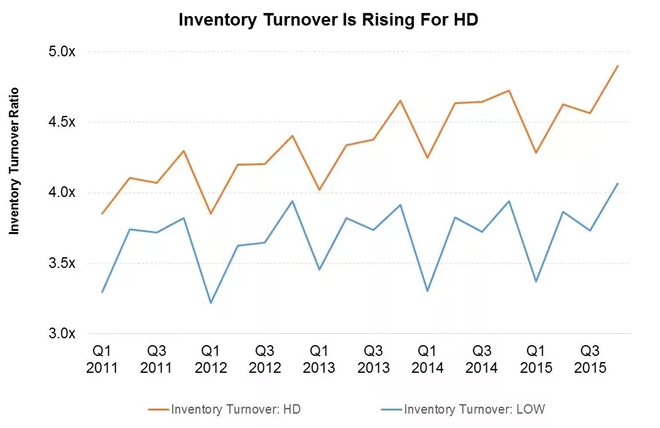 Inventory Turnover Is Rising For HD
Inventory Turnover Ratio
5.0x
4.5x
4.0x
3.5x
3.0x
Q1 Q3 Q1 Q3 Q1 Q3 Q1 Q3 Q1 Q3
2011 2011 2012 2012 2013 2013 2014 2014 2015 2015
Inventory Turnover: HD Inventory Turnover: LOW